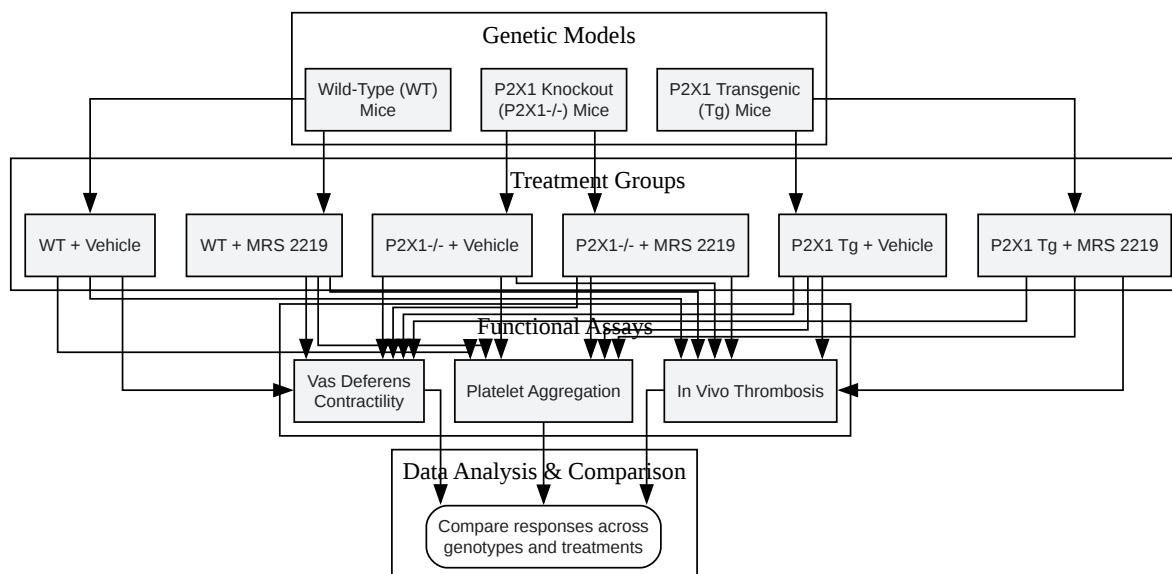 Genetic Models
Wild-Type (WT)
Mice
P2X1 Knockout
(P2X1-/-) Mice
P2X1 Transgenic
(Tg) Mice
Treatment Groups
WT + Vehicle
WT + MRS 2219
P2X1-/- + Vehicle
P2X1-/- + MRS 2219
P2X1 Tg + Vehicle
P2X1 Tg + MRS 2219
Functional Assays
Vas Deferens
Contractility
Platelet Aggregation
In Vivo Thrombosis
Data Analysis & Comparison
Compare responses across
genotypes and treatments